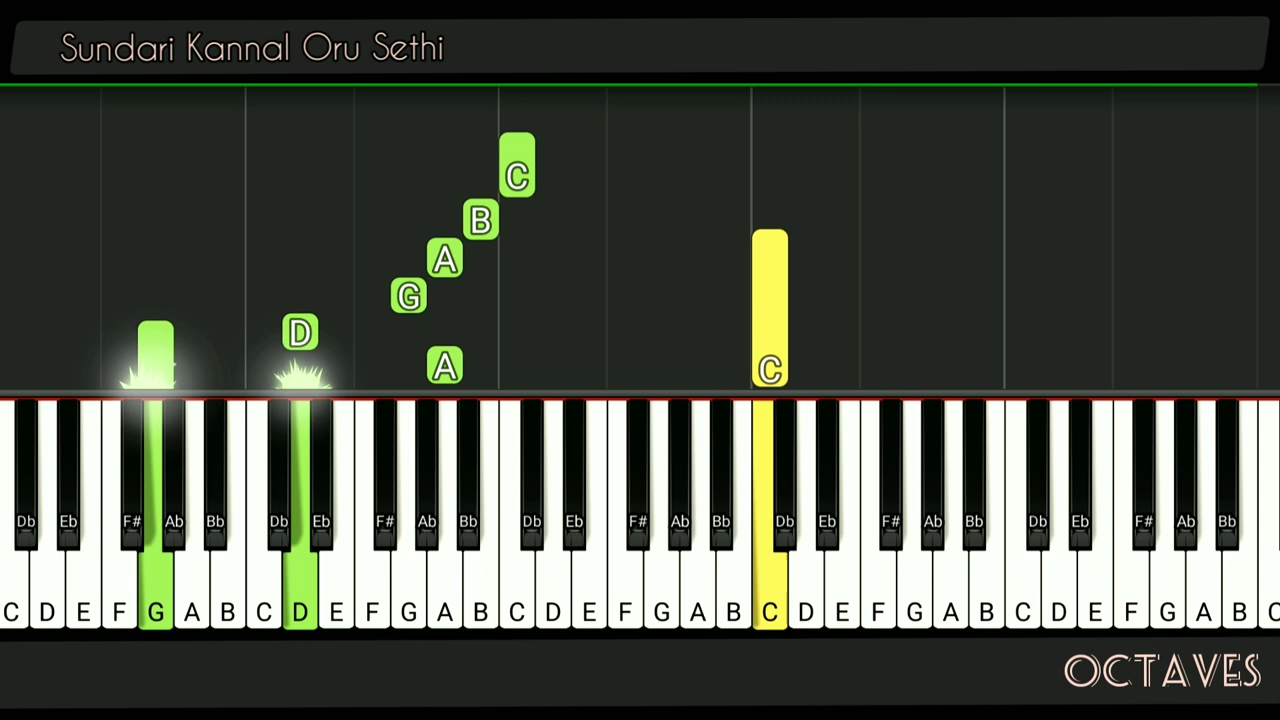 Sundari Kannal Oru Sethi
C
B
A
G
D
A
C
Db Eb F# Ab Bb Db Eb F# Ab Bb Db Eb F# Ab Bb Db Eb F# Ab Bb Db Eb F# Ab Bb
C D E F G A B C D E F G A B C D E F G A B C D E F G A B C D E F G A B C
OCTAVES